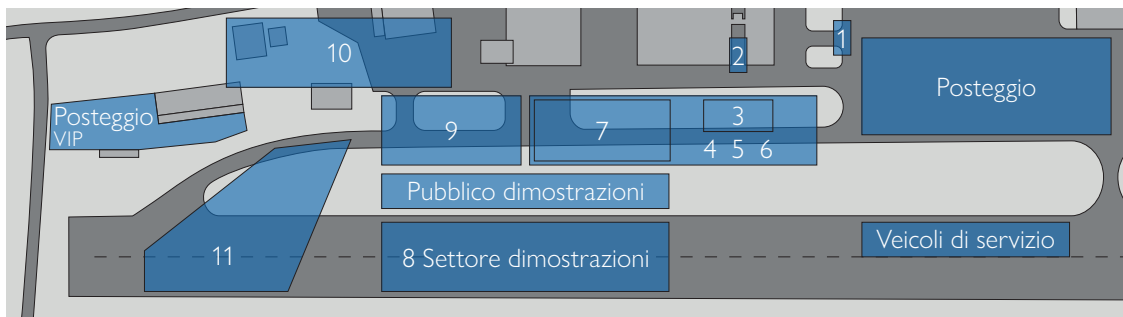 1
2
10
Posteggio
Posteggio
VIP
3
9
7
4 5 6
Pubblico dimostrazioni
Veicoli di servizio
11
8 Settore dimostrazioni